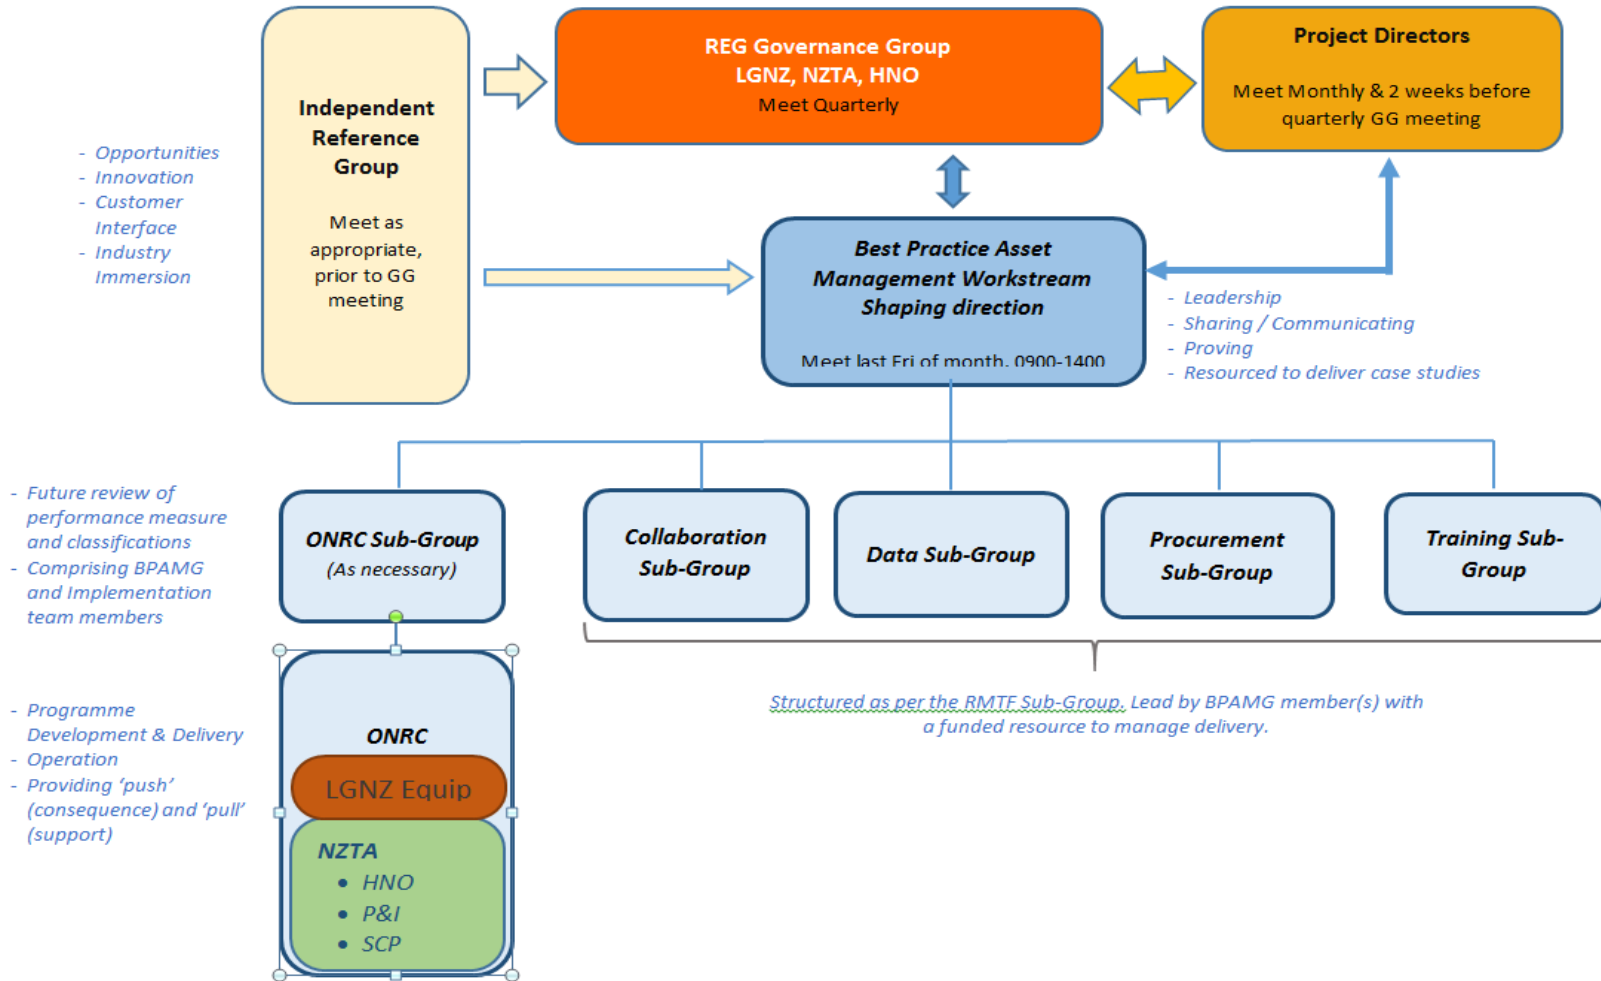 Independent
Reference
Group
Meet as
appropriate,
prior to GG
meeting
REG Governance Group
LGNZ, NZTA, HNO
Meet Quarterly
Project Directors
Meet Monthly & 2 weeks before
quarterly GG meeting
- Opportunities
- Innovation
- Customer
Interface
- Industry
Immersion
Best Practice Asset
Management Workstream
Shaping direction
Meet last Fri of month, 0900-1400
- Leadership
- Sharing / Communicating
- Proving
- Resourced to deliver case studies
- Future review of
performance measure
and classifications
- Comprising BPAMG
and Implementation
team members
ONRC Sub-Group
(As necessary)
Collaboration
Sub-Group
Data Sub-Group
Procurement
Sub-Group
Training Sub-
Group
Structured as per the RMTF Sub-Group. Lead by BPAMG member(s) with
a funded resource to manage delivery.
- Programme
Development & Delivery
- Operation
- Providing ‘push’
(consequence) and ‘pull’
(support)
ONRC
LGNZ Equip
NZTA
• HNO
• P&I
• SCP